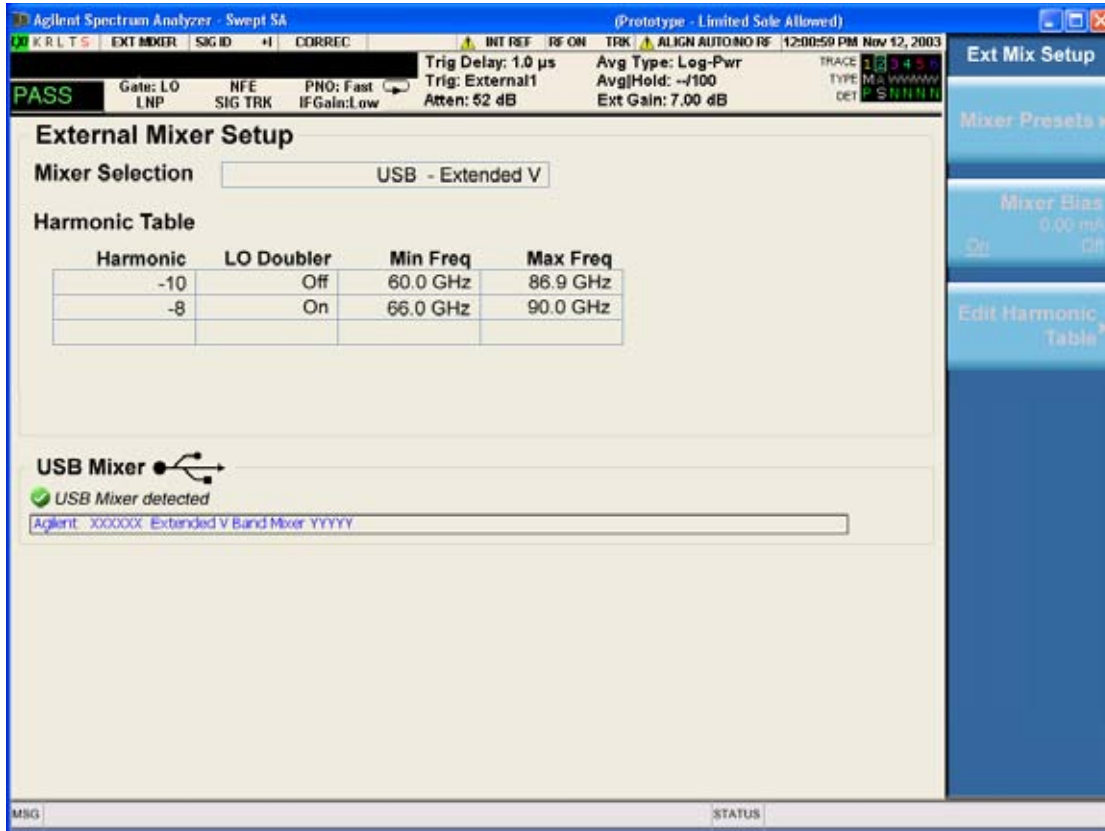 Agilent Spectrum Analyzer - Swept SA (Prototype - Limited Sale Allowed)
K R L T S EXT MIXER SIG ID +I CORREC INT REF RF ON TRK ALIGN AUTO/NO RF 12:00:59 PM Nov 12, 2003
PASS
Gate: LO
LNP
NFE
SIG TRK
PNO: Fast
IFGain:Low
Trig Delay: 1.0 µs
Trig: External1
Atten: 52 dB
Avg Type: Log-Pwr
Avg|Hold: --/100
Ext Gain: 7.00 dB
TRACE 1 2 3 4 5 6
TYPE M A W W W W
DET P S N N N N
Ext Mix Setup
Mixer Presets
Mixer Bias
0.00 mA
On Off
Edit Harmonic
Table
External Mixer Setup
Mixer Selection USB - Extended V
Harmonic Table
Harmonic LO Doubler Min Freq Max Freq
-10 Off 60.0 GHz 86.9 GHz
-8 On 66.0 GHz 90.0 GHz
USB Mixer
USB Mixer detected
Agilent XXXXXX Extended V Band Mixer YYYYY
MSG STATUS